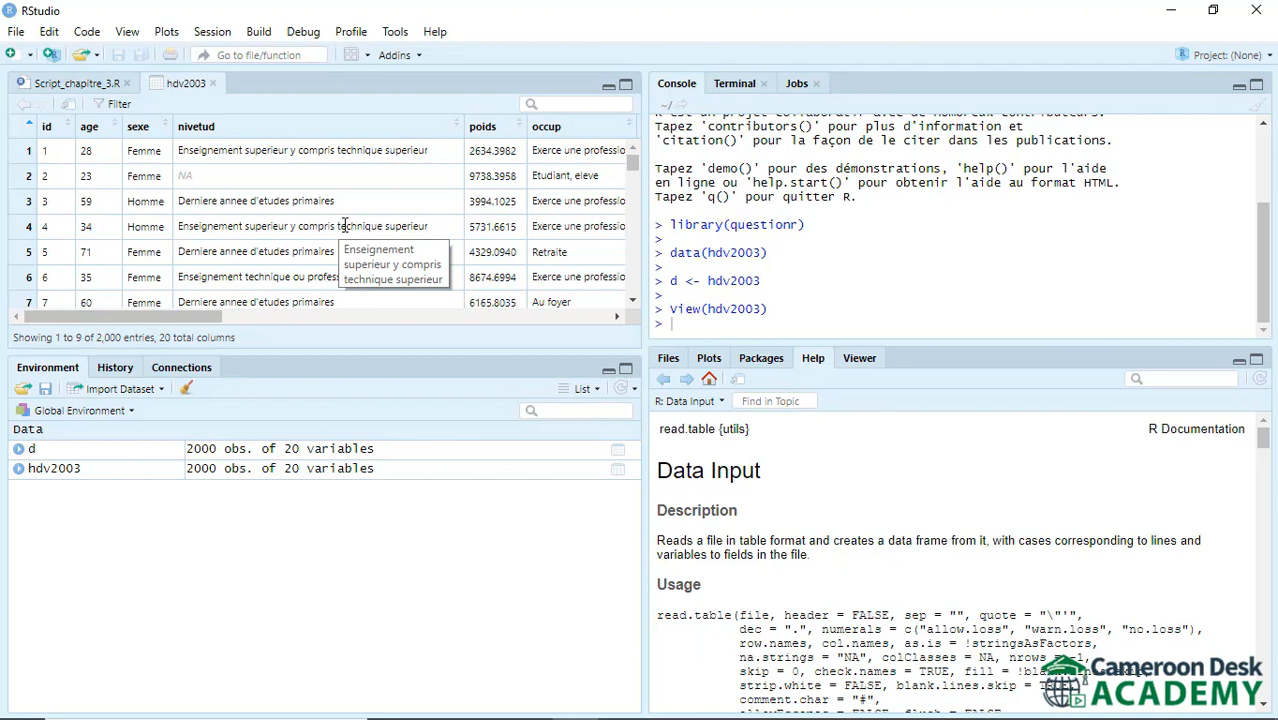 RStudio
File Edit Code View Plots Session Build Debug Profile Tools Help
Go to file/function Addins Project: (None)
Script_chapitre_3.R hdv2003
Filter
id age sexe nivetud poids occup
1 1 28 Femme Enseignement superieur y compris technique superieur 2634.3982 Exerce une professio
2 2 23 Femme NA 9738.3958 Etudiant, eleve
3 3 59 Homme Derniere annee d'etudes primaires 3994.1025 Exerce une professio
4 4 34 Homme Enseignement superieur y compris technique superieur 5731.6615 Exerce une professio
5 5 71 Femme Derniere annee d'etudes primaires 4329.0940 Retraite
6 6 35 Femme Enseignement technique ou profess 8674.6994 Exerce une professio
7 7 60 Femme Derniere annee d'etudes primaires 6165.8035 Au foyer
Enseignement
superieur y compris
technique superieur
Showing 1 to 9 of 2,000 entries, 20 total columns
Environment History Connections
Import Dataset List
Global Environment
Data
d 2000 obs. of 20 variables
hdv2003 2000 obs. of 20 variables
Console Terminal Jobs
~/
R est un projet collaboratif avec de nombreux contributeurs.
Tapez 'contributors()' pour plus d'information et
'citation()' pour la façon de le citer dans les publications.
Tapez 'demo()' pour des démonstrations, 'help()' pour l'aide
en ligne ou 'help.start()' pour obtenir l'aide au format HTML.
Tapez 'q()' pour quitter R.
> library(questionr)
>
> data(hdv2003)
>
> d <- hdv2003
>
> View(hdv2003)
>
Files Plots Packages Help Viewer
R: Data Input Find in Topic
read.table {utils} R Documentation
Data Input
Description
Reads a file in table format and creates a data frame from it, with cases corresponding to lines and
variables to fields in the file.
Usage
read.table(file, header = FALSE, sep = "", quote = "\"'",
dec = ".", numerals = c("allow.loss", "warn.loss", "no.loss"),
row.names, col.names, as.is = !stringsAsFactors,
na.strings = "NA", colClasses = NA, nrows = -1,
skip = 0, check.names = TRUE, fill =
strip.white = FALSE, blank.lines.skip =
comment.char = "#",
Cameroon Desk
ACADEMY